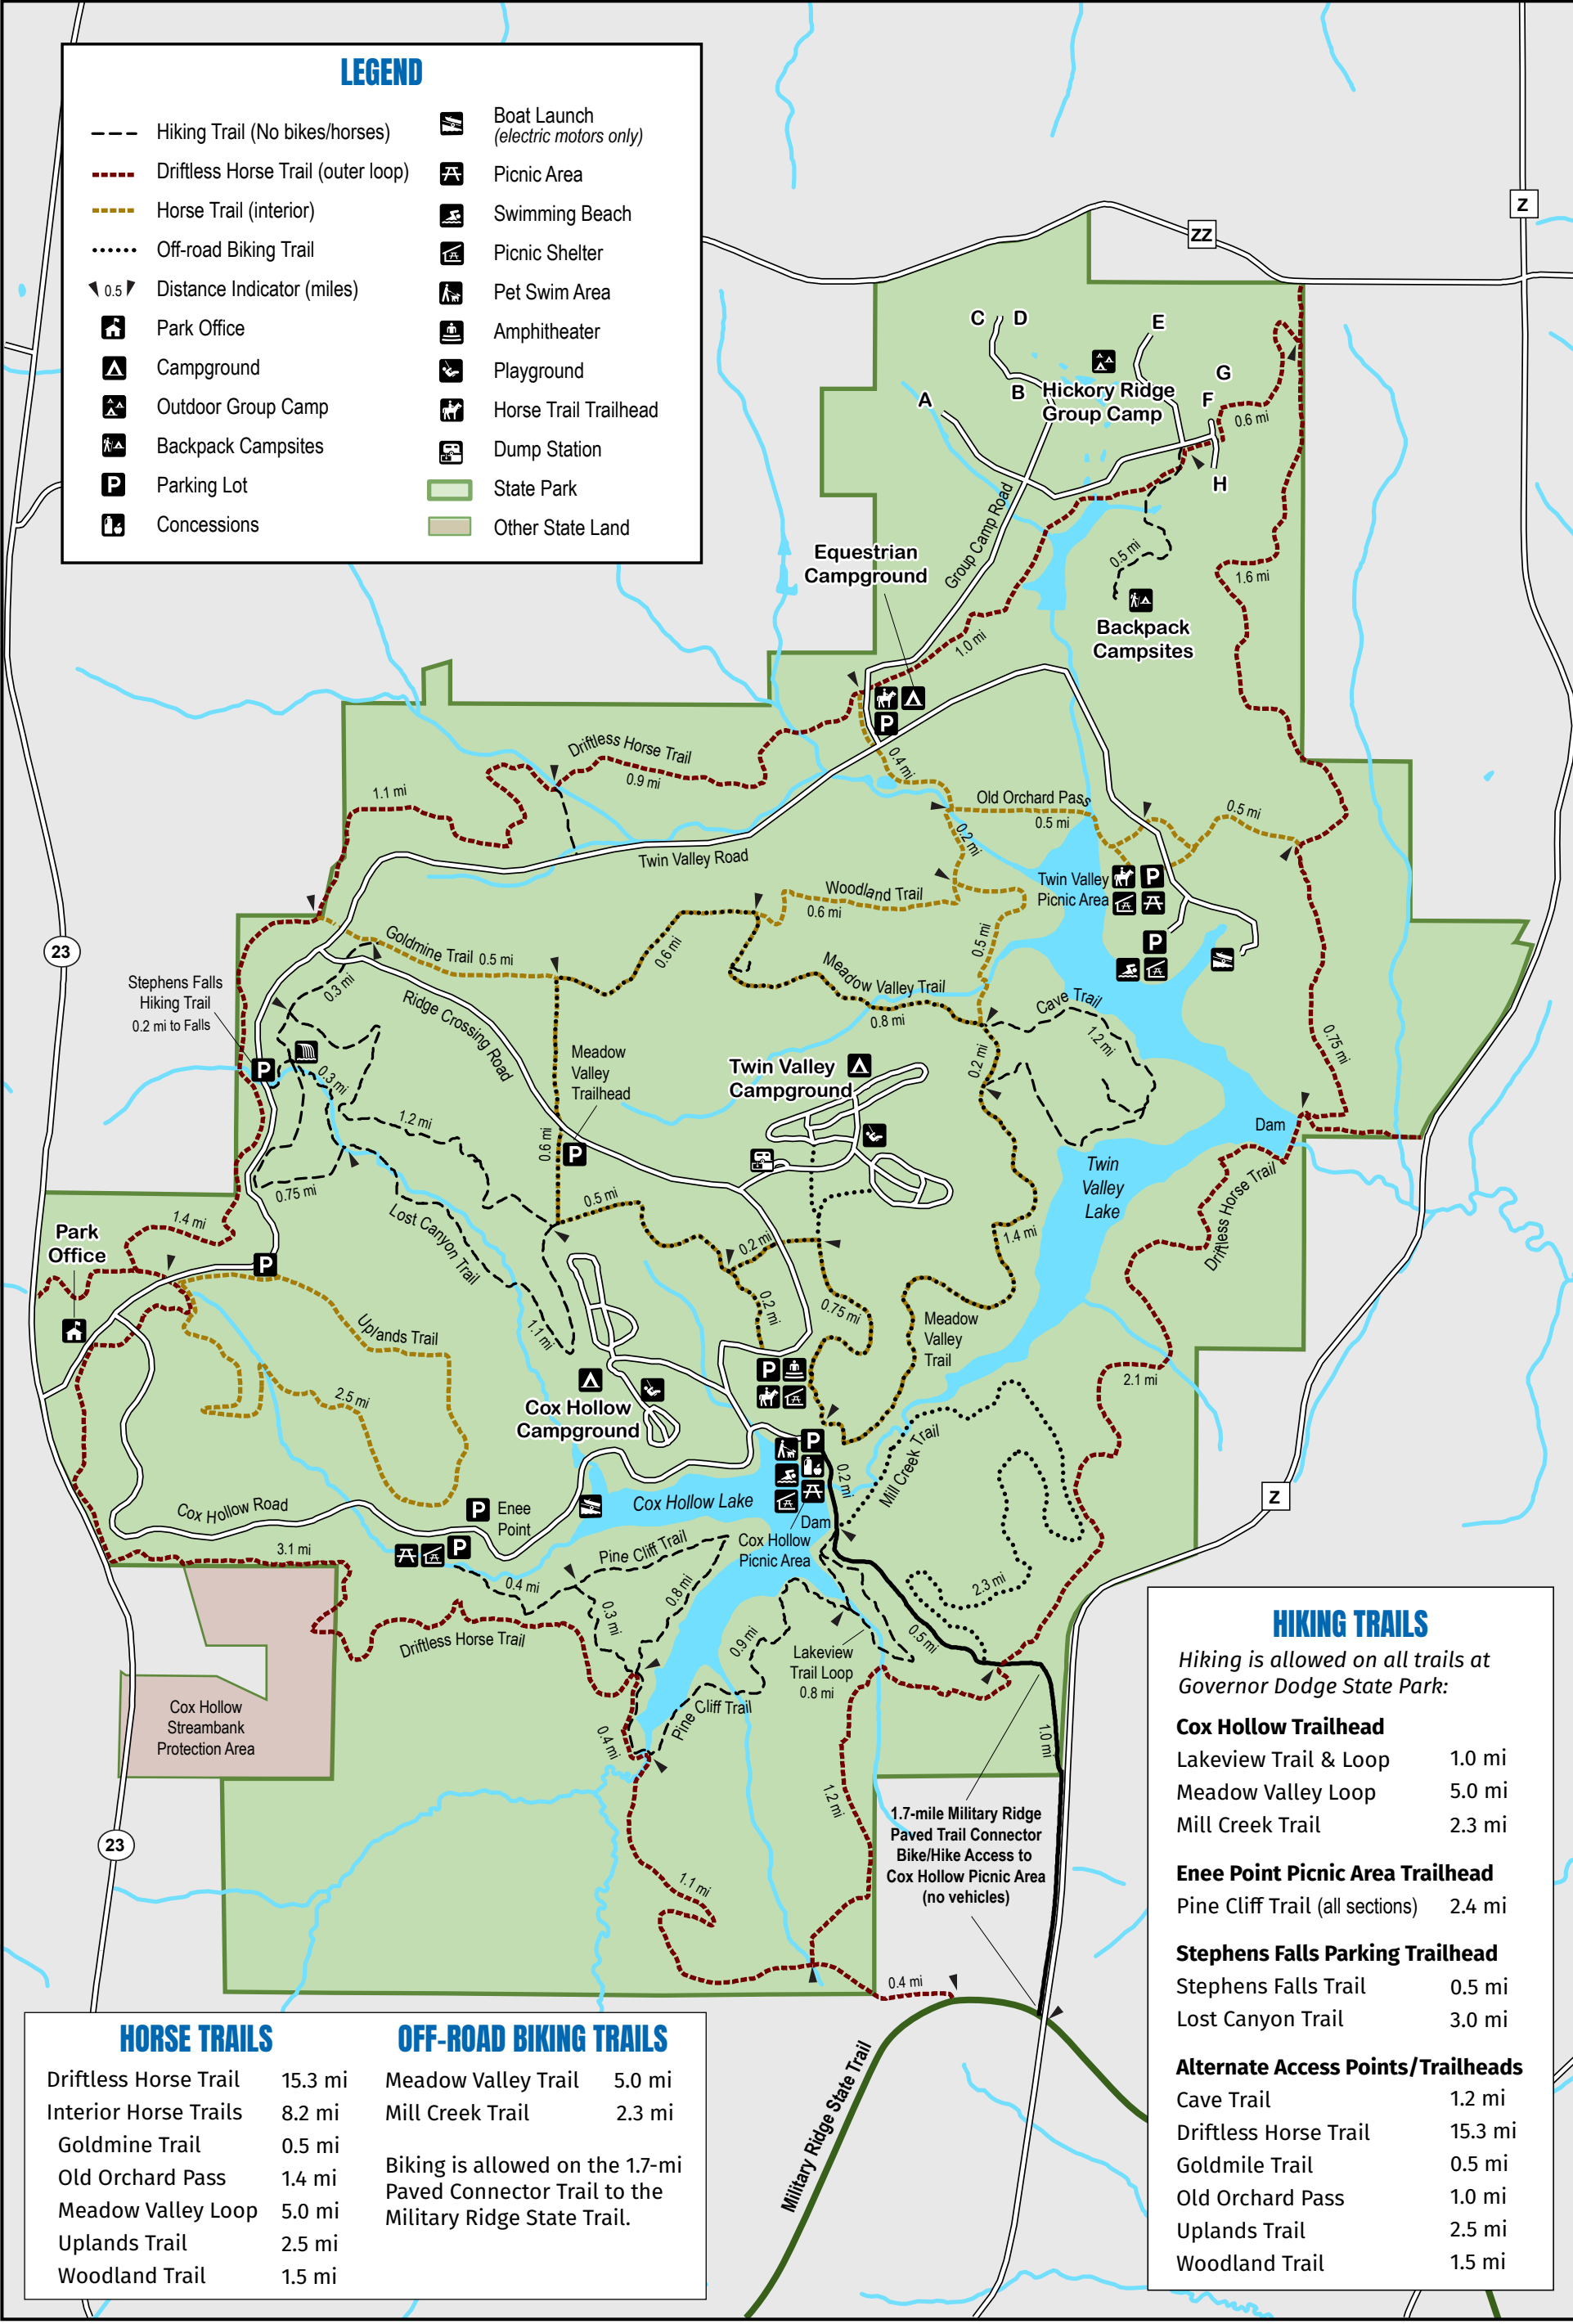 LEGEND
Hiking Trail (No bikes/horses)
Driftless Horse Trail (outer loop)
Horse Trail (interior)
Off-road Biking Trail
0.5
Distance Indicator (miles)
Park Office
Campground
Outdoor Group Camp
Backpack Campsites
P
Parking Lot
Concessions
Boat Launch
(electric motors only)
Picnic Area
Swimming Beach
Picnic Shelter
Pet Swim Area
Amphitheater
Playground
Horse Trail Trailhead
Dump Station
State Park
Other State Land
Z
ZZ
C
D
E
G
B
Hickory Ridge
Group Camp
A
F
0.6 mi
H
Group Camp Road
0.5 mi
Equestrian
Campground
1.6 mi
Backpack
Campsites
1.0 mi
P
Driftless Horse Trail
0.9 mi
1.1 mi
0.4 mi
Old Orchard Pass
0.5 mi
0.5 mi
0.2 mi
Twin Valley Road
Twin Valley
Picnic Area
P
Woodland Trail
0.6 mi
23
Goldmine Trail 0.5 mi
0.6 mi
0.5 mi
P
Stephens Falls
Hiking Trail
0.2 mi to Falls
0.3 mi
Ridge Crossing Road
Meadow Valley Trail
0.8 mi
Cave Trail
1.2 mi
0.75 mi
P
0.3 mi
Meadow
Valley
Trailhead
Twin Valley
Campground
0.2 mi
1.2 mi
0.6 mi
P
Dam
Twin
Valley
Lake
0.75 mi
0.5 mi
Driftless Horse Trail
Park
Office
1.4 mi
Lost Canyon Trail
0.2 mi
1.4 mi
P
0.2 mi
0.75 mi
Uplands Trail
1.1 mi
Meadow
Valley
Trail
2.1 mi
2.5 mi
P
Cox Hollow
Campground
P
Mill Creek Trail
0.2 mi
Z
Cox Hollow Road
P
Enee
Point
Cox Hollow Lake
Dam
Cox Hollow
Picnic Area
3.1 mi
P
Pine Cliff Trail
0.4 mi
0.8 mi
2.3 mi
0.3 mi
Driftless Horse Trail
0.9 mi
0.5 mi
Lakeview
Trail Loop
0.8 mi
Cox Hollow
Streambank
Protection Area
Pine Cliff Trail
0.4 mi
1.0 mi
1.2 mi
1.7-mile Military Ridge
Paved Trail Connector
Bike/Hike Access to
Cox Hollow Picnic Area
(no vehicles)
23
1.1 mi
0.4 mi
Military Ridge State Trail
HORSE TRAILS
Driftless Horse Trail 15.3 mi
Interior Horse Trails 8.2 mi
Goldmine Trail 0.5 mi
Old Orchard Pass 1.4 mi
Meadow Valley Loop 5.0 mi
Uplands Trail 2.5 mi
Woodland Trail 1.5 mi
OFF-ROAD BIKING TRAILS
Meadow Valley Trail 5.0 mi
Mill Creek Trail 2.3 mi
Biking is allowed on the 1.7-mi
Paved Connector Trail to the
Military Ridge State Trail.
HIKING TRAILS
Hiking is allowed on all trails at
Governor Dodge State Park:
Cox Hollow Trailhead
Lakeview Trail & Loop 1.0 mi
Meadow Valley Loop 5.0 mi
Mill Creek Trail 2.3 mi
Enee Point Picnic Area Trailhead
Pine Cliff Trail (all sections) 2.4 mi
Stephens Falls Parking Trailhead
Stephens Falls Trail 0.5 mi
Lost Canyon Trail 3.0 mi
Alternate Access Points/Trailheads
Cave Trail 1.2 mi
Driftless Horse Trail 15.3 mi
Goldmile Trail 0.5 mi
Old Orchard Pass 1.0 mi
Uplands Trail 2.5 mi
Woodland Trail 1.5 mi